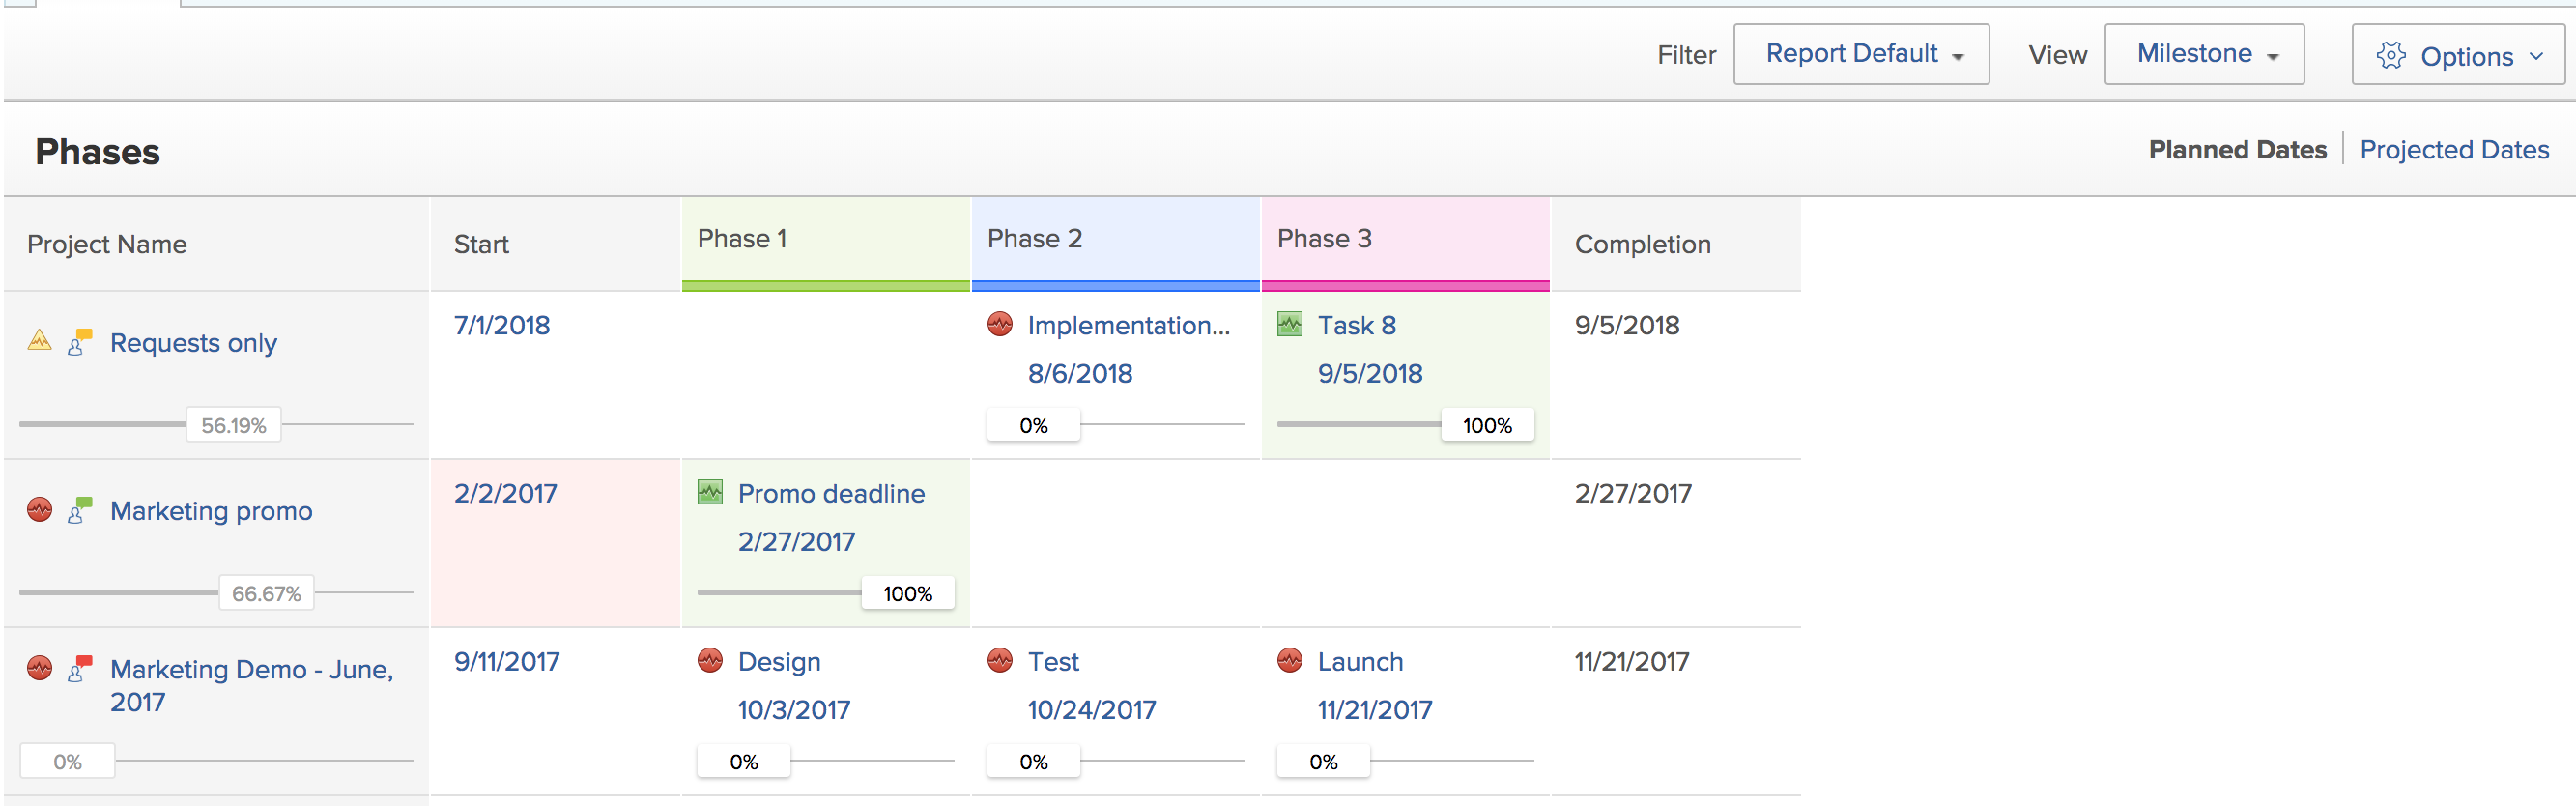 Filter Report Default View Milestone Options
Phases Planned Dates Projected Dates
Project Name Start Phase 1 Phase 2 Phase 3 Completion
Requests only 7/1/2018 Implementation... Task 8 9/5/2018
8/6/2018 9/5/2018
56.19% 0% 100%
Marketing promo 2/2/2017 Promo deadline 2/27/2017
2/27/2017
66.67% 100%
Marketing Demo - June, 9/11/2017 Design Test Launch 11/21/2017
2017 10/3/2017 10/24/2017 11/21/2017
0% 0% 0% 0%